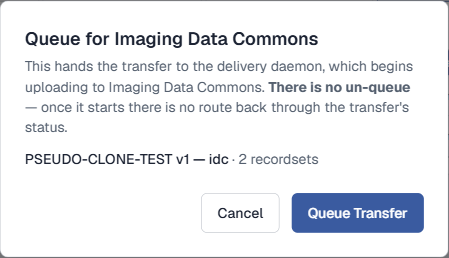 Queue for Imaging Data Commons
This hands the transfer to the delivery daemon, which begins
uploading to Imaging Data Commons. There is no un-queue
— once it starts there is no route back through the transfer's
status.
PSEUDO-CLONE-TEST v1 — idc · 2 recordsets
Cancel
Queue Transfer